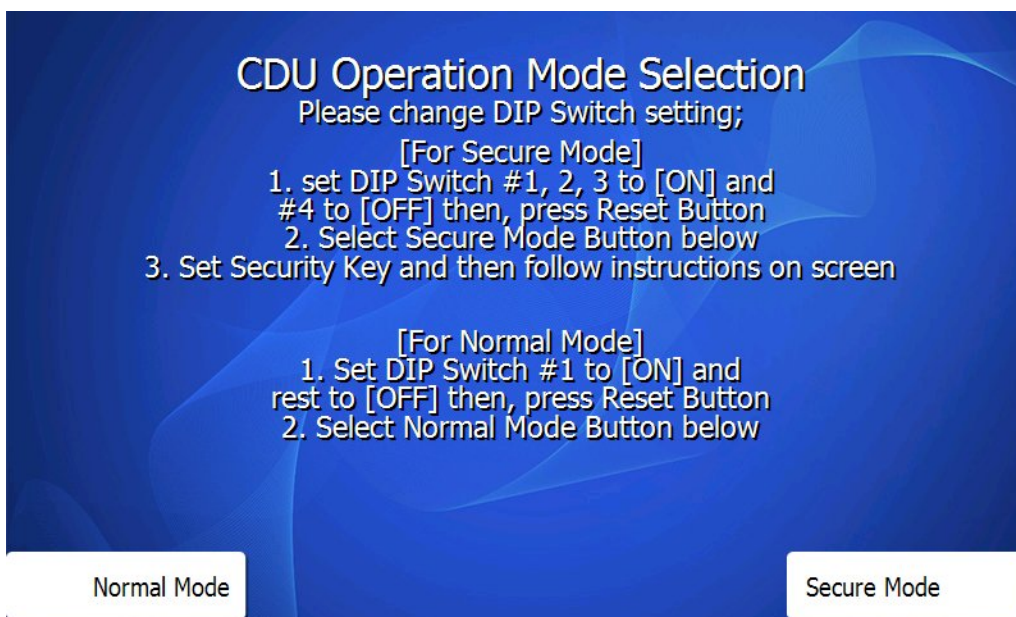 CDU Operation Mode Selection
Please change DIP Switch setting;
[For Secure Mode]
1. set DIP Switch #1, 2, 3 to [ON] and
#4 to [OFF] then, press Reset Button
2. Select Secure Mode Button below
3. Set Security Key and then follow instructions on screen
[For Normal Mode]
1. Set DIP Switch #1 to [ON] and
rest to [OFF] then, press Reset Button
2. Select Normal Mode Button below
Normal Mode
Secure Mode